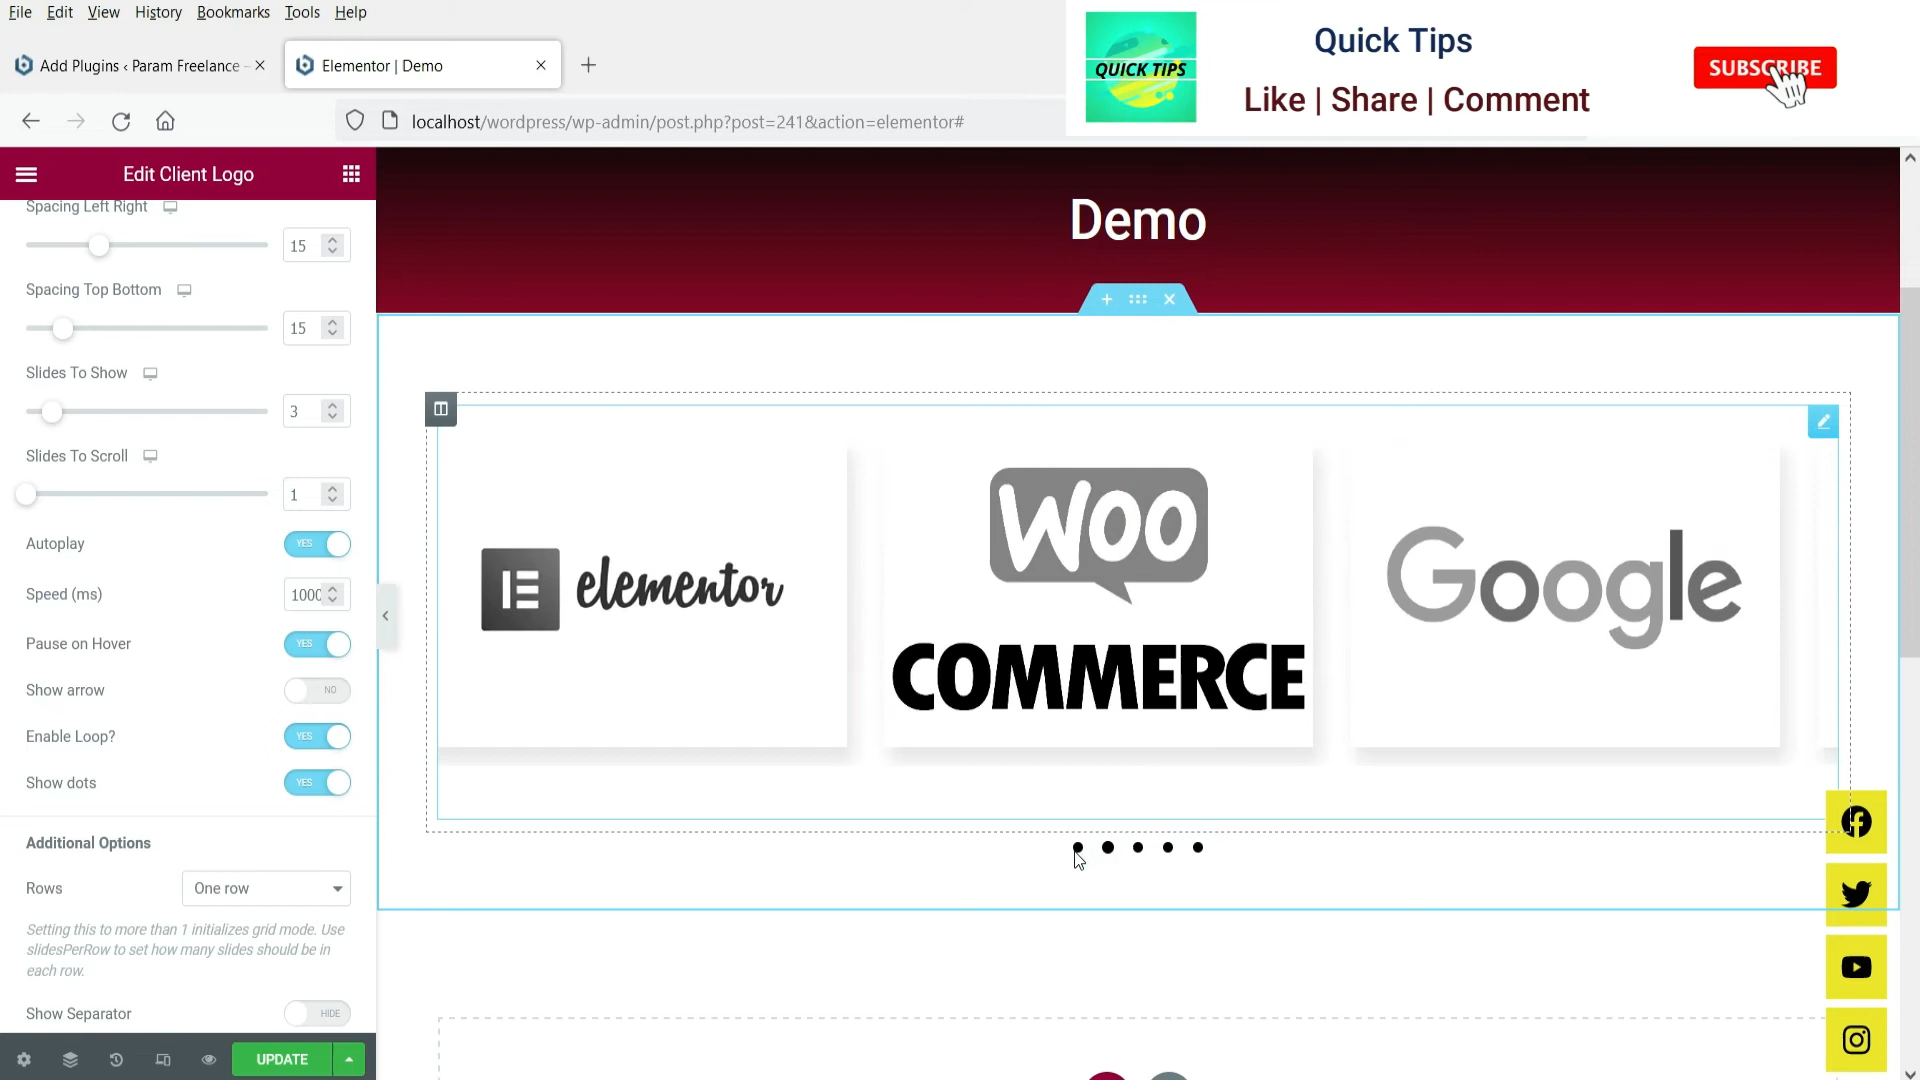 File Edit View History Bookmarks Tools Help
Quick Tips
QUICK TIPS
Like | Share | Comment
SUBSCRIBE
Add Plugins ‹ Param Freelance -
Elementor | Demo
localhost/wordpress/wp-admin/post.php?post=241&action=elementor#
Edit Client Logo
Spacing Left Right
15
Spacing Top Bottom
15
Slides To Show
3
Slides To Scroll
1
Autoplay YES
Speed (ms) 1000
Pause on Hover YES
Show arrow NO
Enable Loop? YES
Show dots YES
Additional Options
Rows One row
Setting this to more than 1 initializes grid mode. Use
slidesPerRow to set how many slides should be in
each row.
Show Separator HIDE
UPDATE
Demo
elementor
Woo
COMMERCE
Google